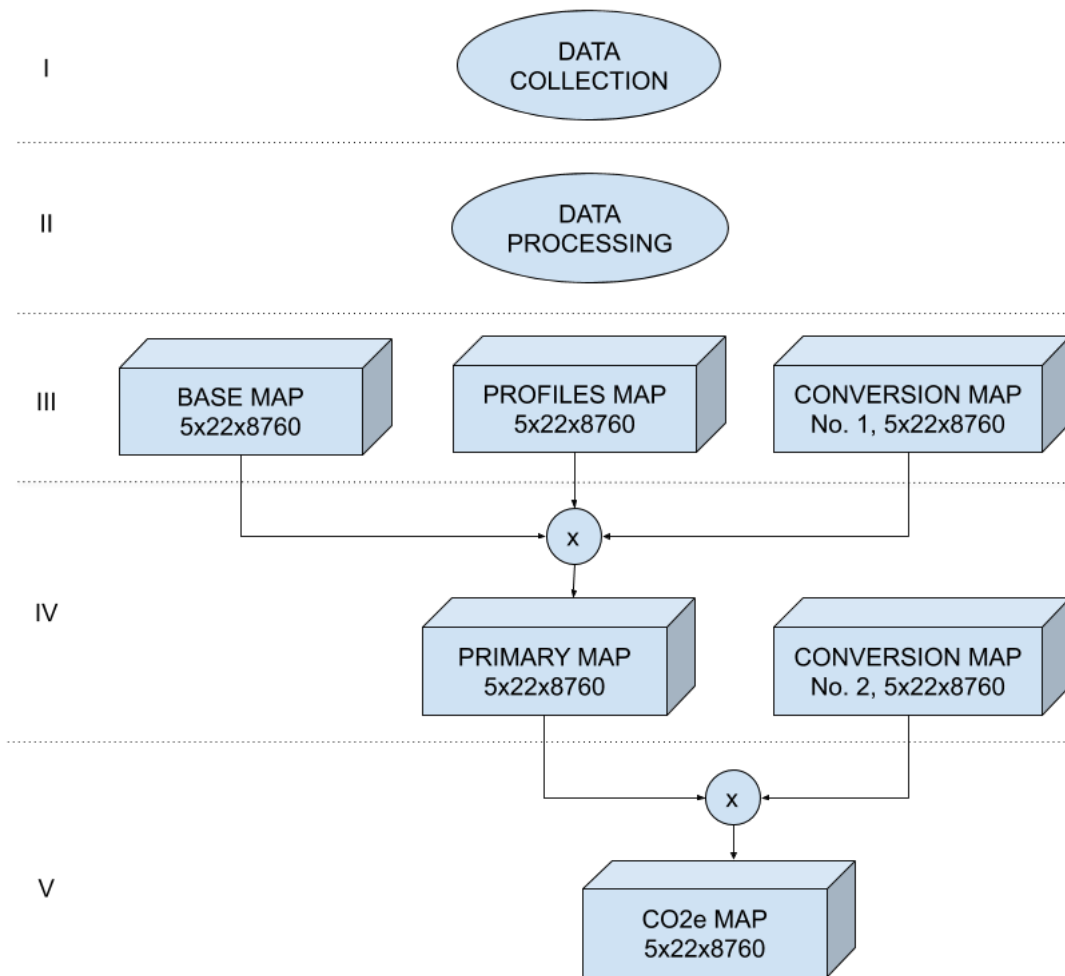 I
DATA
COLLECTION
II
DATA
PROCESSING
III
BASE MAP
5x22x8760
PROFILES MAP
5x22x8760
CONVERSION MAP
No. 1, 5x22x8760
x
IV
PRIMARY MAP
5x22x8760
CONVERSION MAP
No. 2, 5x22x8760
x
V
CO2e MAP
5x22x8760